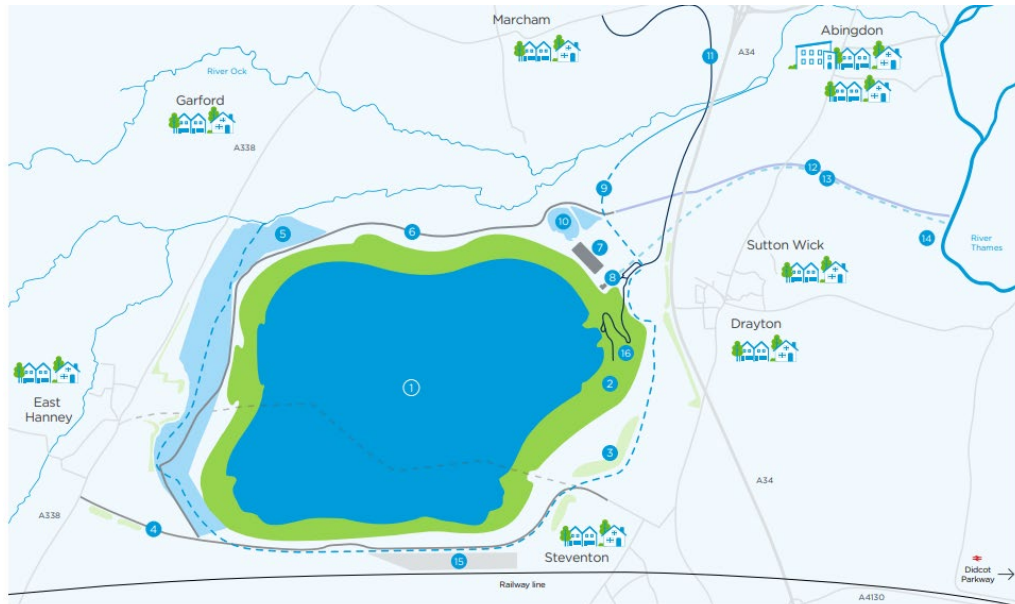 Marcham
Abingdon
11
A34
River Ock
Garford
A338
12
13
9
10
5
6
14
7
River
Thames
Sutton Wick
8
Drayton
16
1
2
East
Hanney
3
A34
A338
4
Steventon
15
Didcot
Parkway
Railway line
A4130